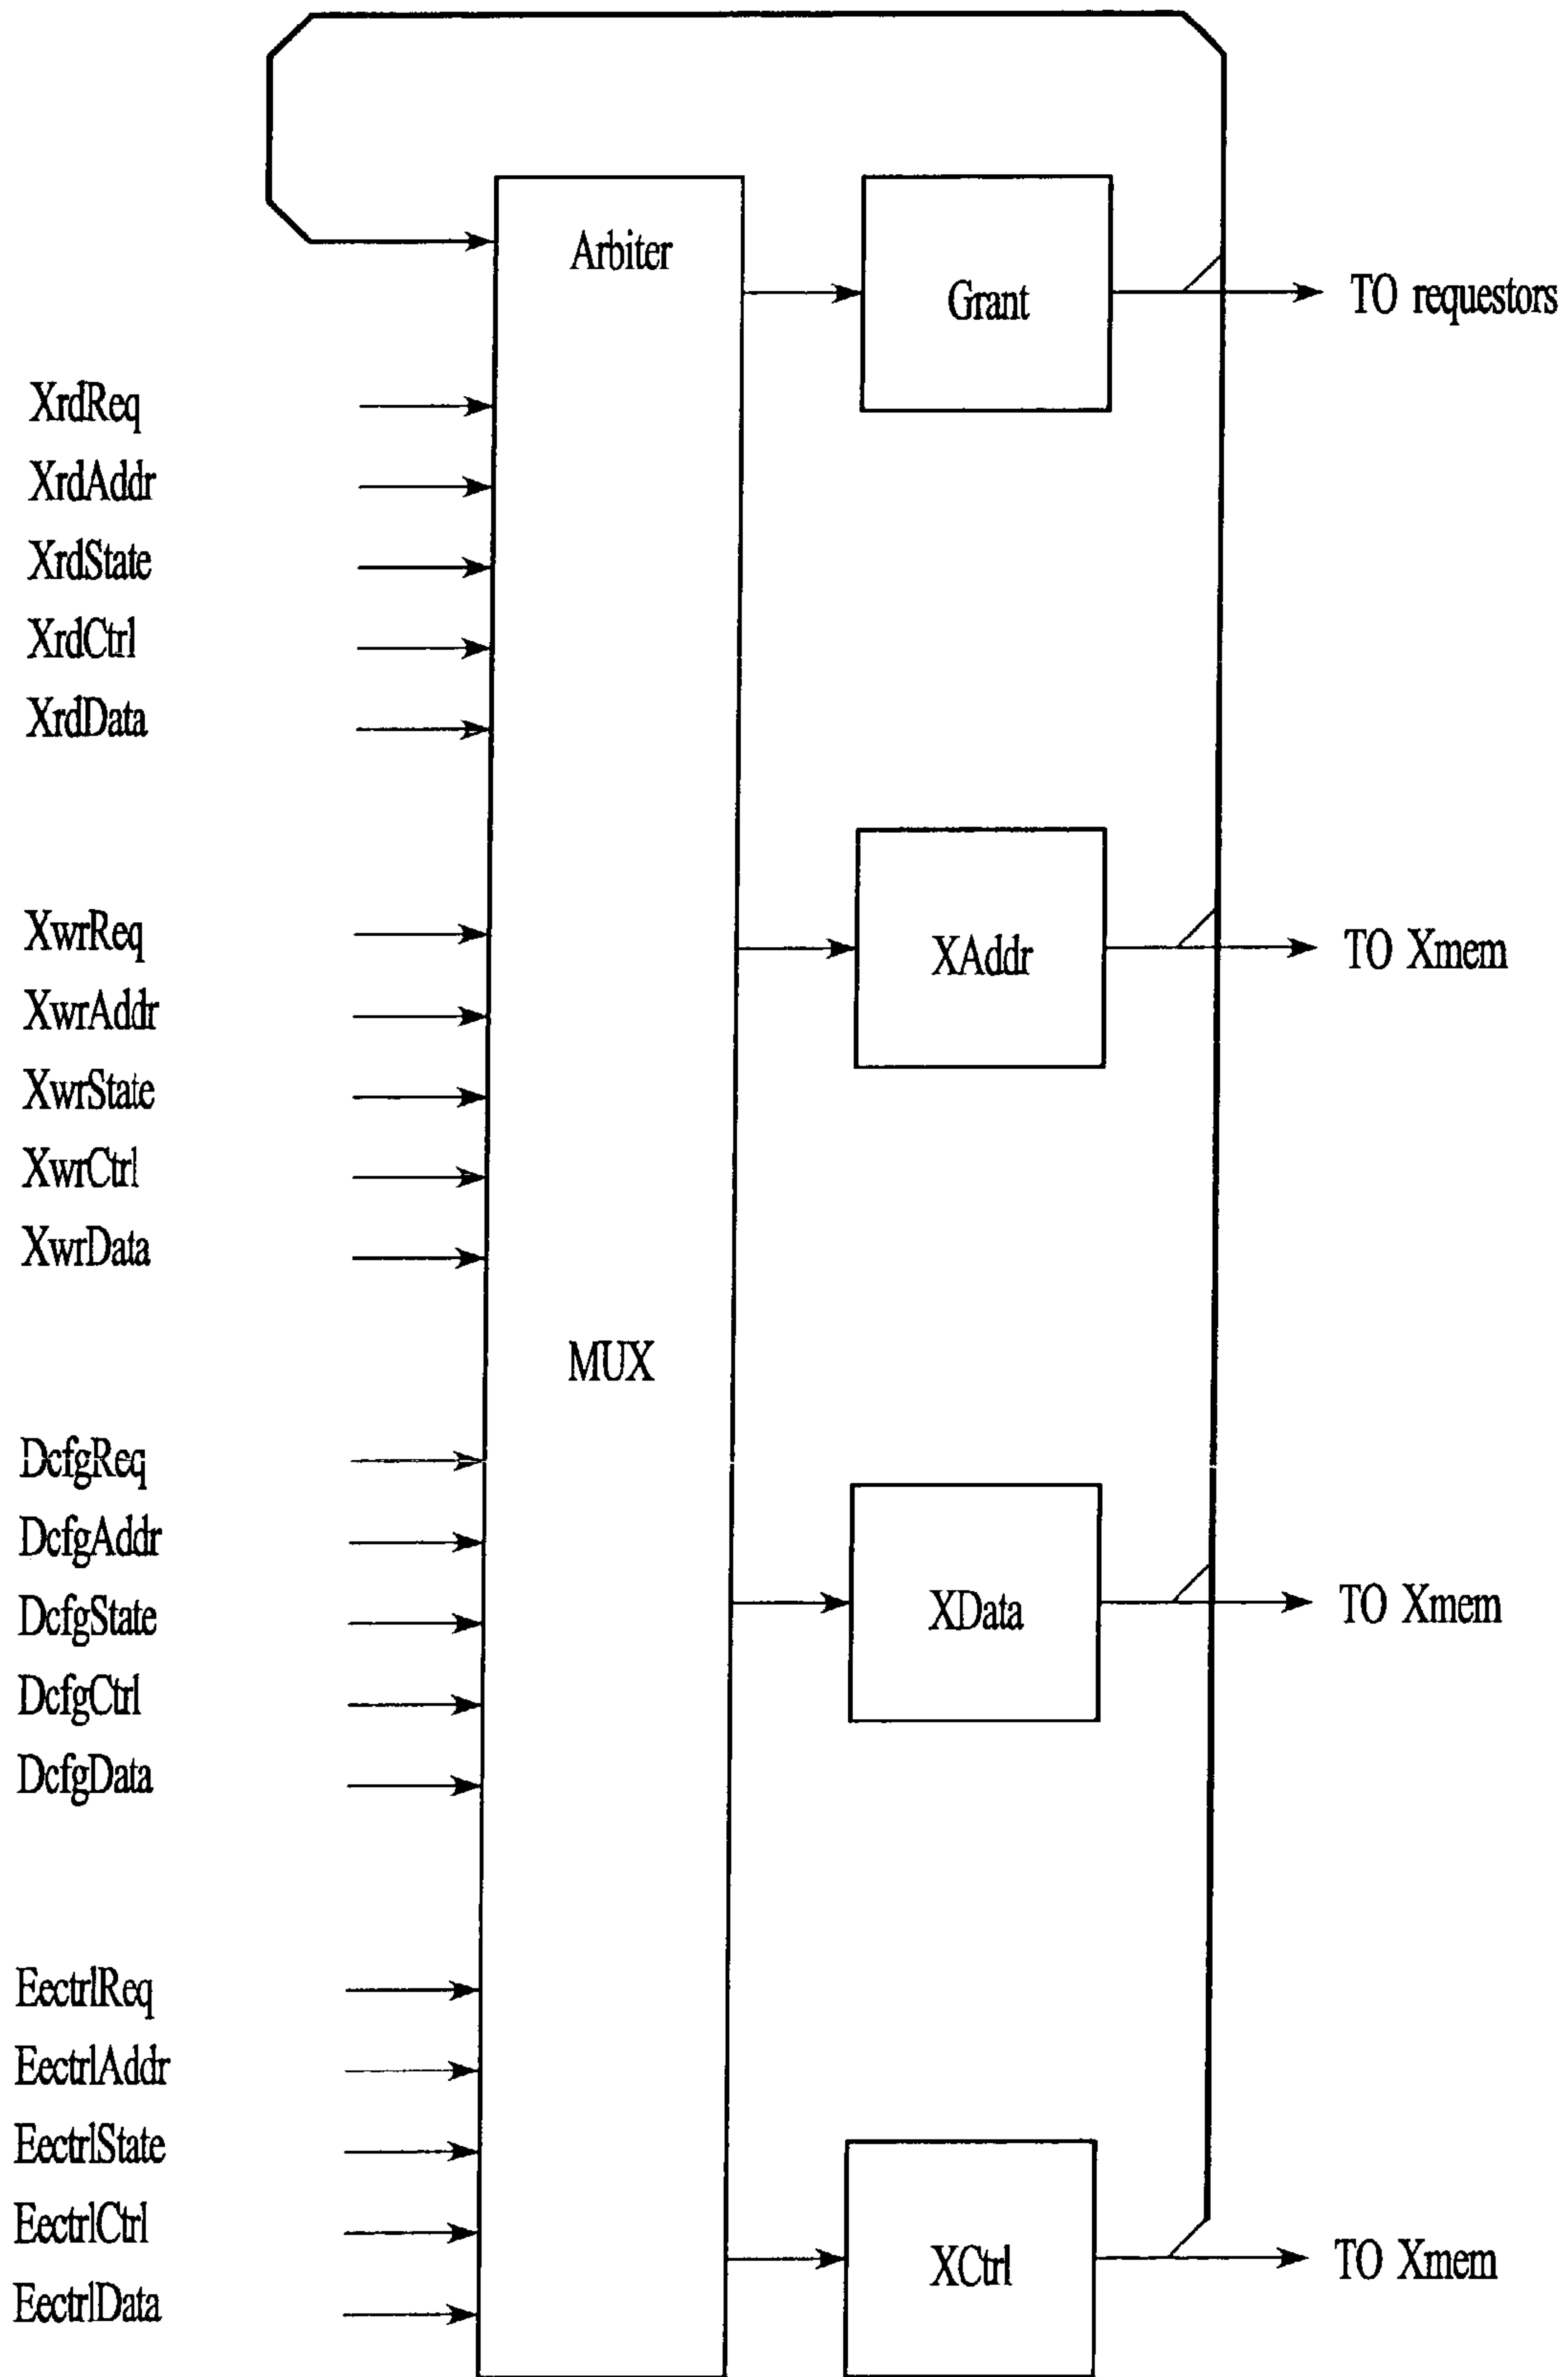 Arbiter
Grant
TO requestors
XrdReq
XrdAddr
XrdState
XrdCtrl
XrdData
XwrReq
XAddr
TO Xmem
XwrAddr
XwrState
XwrCtrl
XwrData
MUX
DcfgReq
DcfgAddr
DcfgState
XData
TO Xmem
DcfgCtrl
DcfgData
EectrlReq
EectrlAddr
EectrlState
EectrlCtrl
XCtrl
TO Xmem
EectrlData